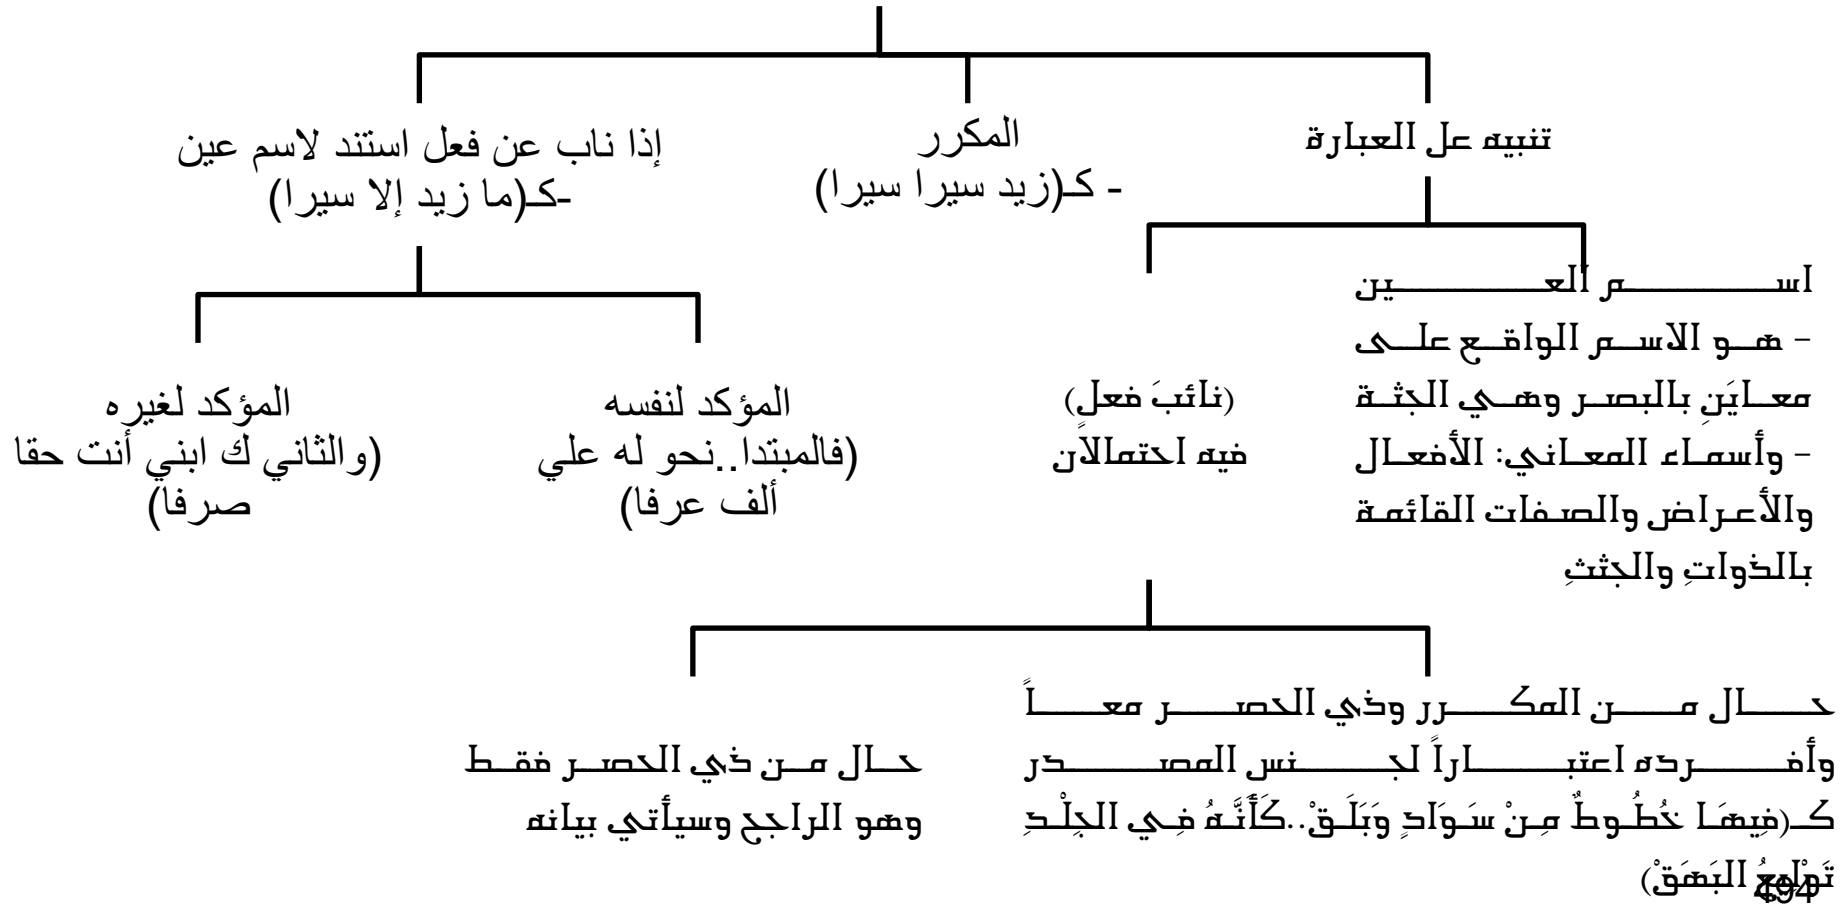 تنبيه عل العبارة
المكرر
- كـ(زيد سيرا سيرا)
إذا ناب عن فعل استند لاسم عين
-كـ(ما زيد إلا سيرا)
اسم العين
- هو الاسم الواقع على
معايَنٍ بالبصر وهي الجثة
- وأسماء المعاني: الأفعال
والأعراض والصفات القائمة
بالذواتِ والجثثِ
(نائبَ فعلٍ)
فيه احتمالان
المؤكد لنفسه
(فالمبتدا..نحو له علي
ألف عرفا)
المؤكد لغيره
(والثاني ك ابني أنت حقا
صرفا)
حال من المكرر وذي الحصر معاً
وأفرده اعتباراً لجنس المصدر
كـ(فِيهَا خُطُوطٌ مِنْ سَوَادٍ وَبَلَقْ..كَأَنَّهُ فِي الجِلْدِ
تَوْلِيعُ البَهَقْ)
حال من ذي الحصر فقط
وهو الراجح وسيأتي بيانه
494